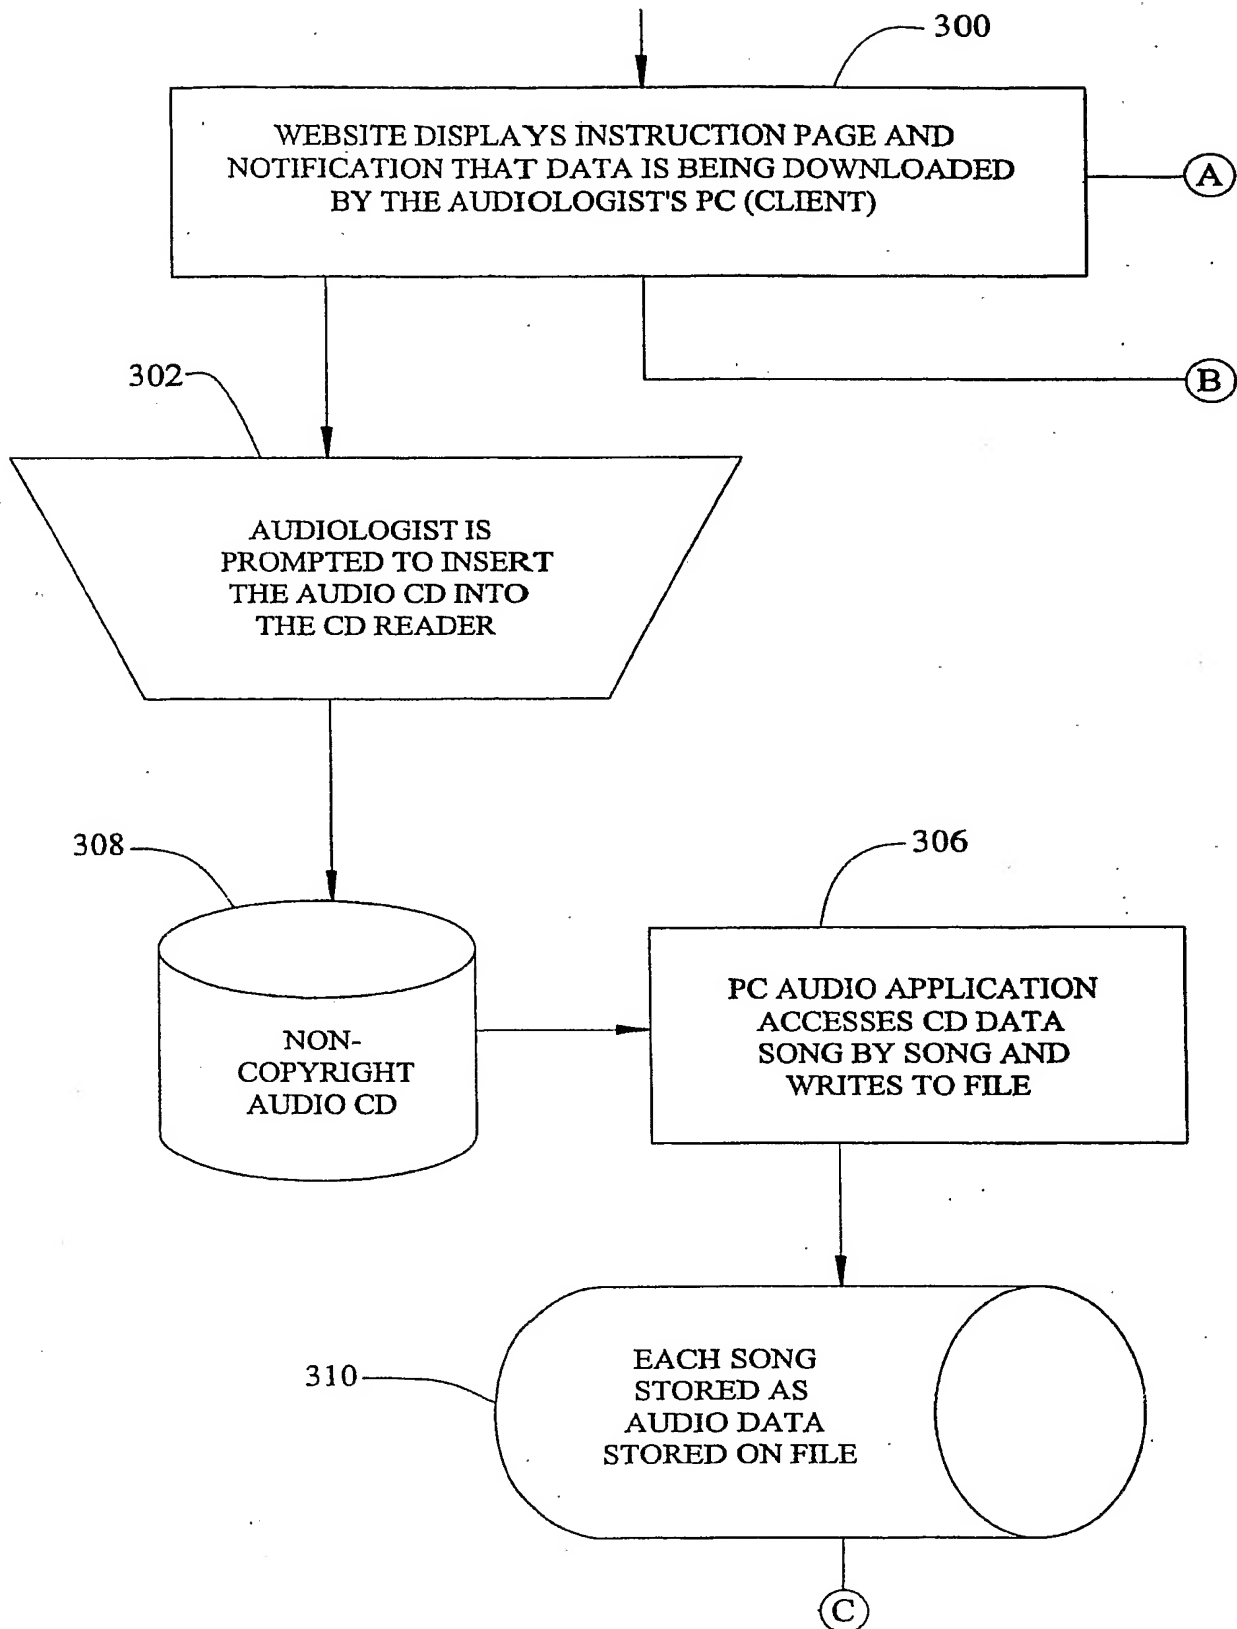 300
WEBSITE DISPLAYS INSTRUCTION PAGE AND
NOTIFICATION THAT DATA IS BEING DOWNLOADED
BY THE AUDIOLOGIST'S PC (CLIENT)
A
B
302
AUDIOLOGIST IS
PROMPTED TO INSERT
THE AUDIO CD INTO
THE CD READER
308
NON-
COPYRIGHT
AUDIO CD
306
PC AUDIO APPLICATION
ACCESSES CD DATA
SONG BY SONG AND
WRITES TO FILE
310
EACH SONG
STORED AS
AUDIO DATA
STORED ON FILE
C